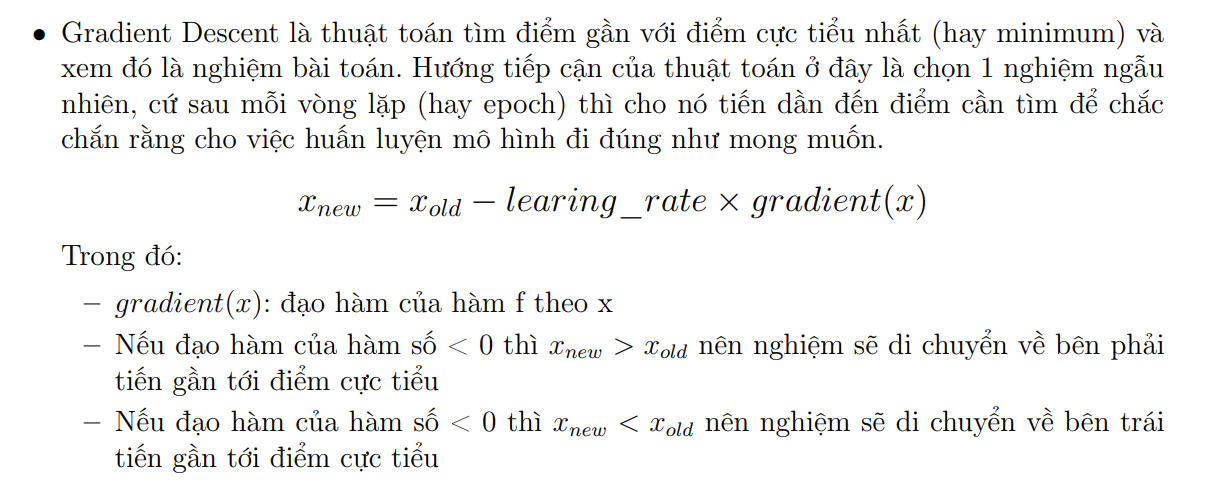 • Gradient Descent là thuật toán tìm điểm gần với điểm cực tiểu nhất (hay minimum) và
xem đó là nghiệm bài toán. Hướng tiếp cận của thuật toán ở đây là chọn 1 nghiệm ngẫu
nhiên, cứ sau mỗi vòng lặp (hay epoch) thì cho nó tiến dần đến điểm cần tìm để chắc
chắn rằng cho việc huấn luyện mô hình đi đúng như mong muốn.
x_{new} = x_{old} − learing_rate × gradient(x)
Trong đó:
– gradient(x): đạo hàm của hàm f theo x
– Nếu đạo hàm của hàm số < 0 thì x_{new} > x_{old} nên nghiệm sẽ di chuyển về bên phải
tiến gần tới điểm cực tiểu
– Nếu đạo hàm của hàm số < 0 thì x_{new} < x_{old} nên nghiệm sẽ di chuyển về bên trái
tiến gần tới điểm cực tiểu